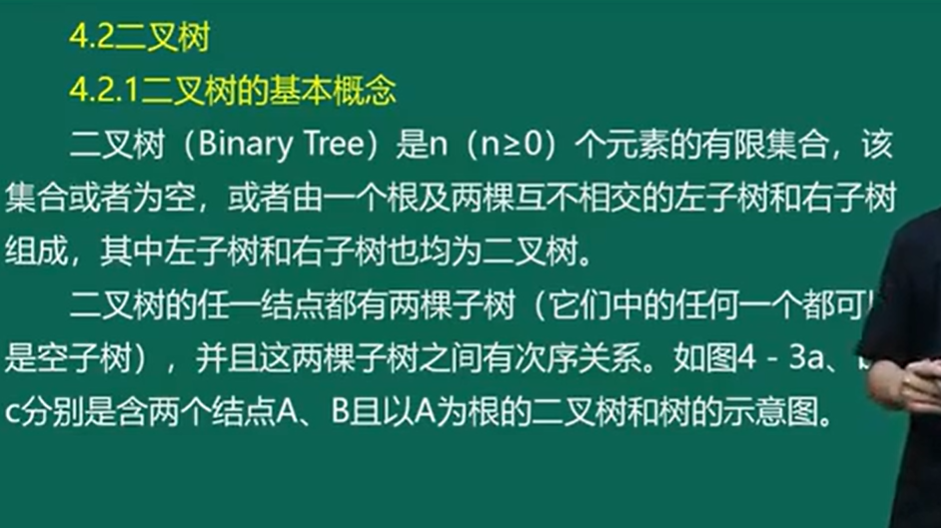 4.2二叉树
4.2.1二叉树的基本概念
二叉树（Binary Tree）是n（n≥0）个元素的有限集合，该
集合或者为空，或者由一个根及两棵互不相交的左子树和右子树
组成，其中左子树和右子树也均为二叉树。
二叉树的任一结点都有两棵子树（它们中的任何一个都可
是空子树），并且这两棵子树之间有次序关系。如图4－3a、
c分别是含两个结点A、B且以A为根的二叉树和树的示意图。